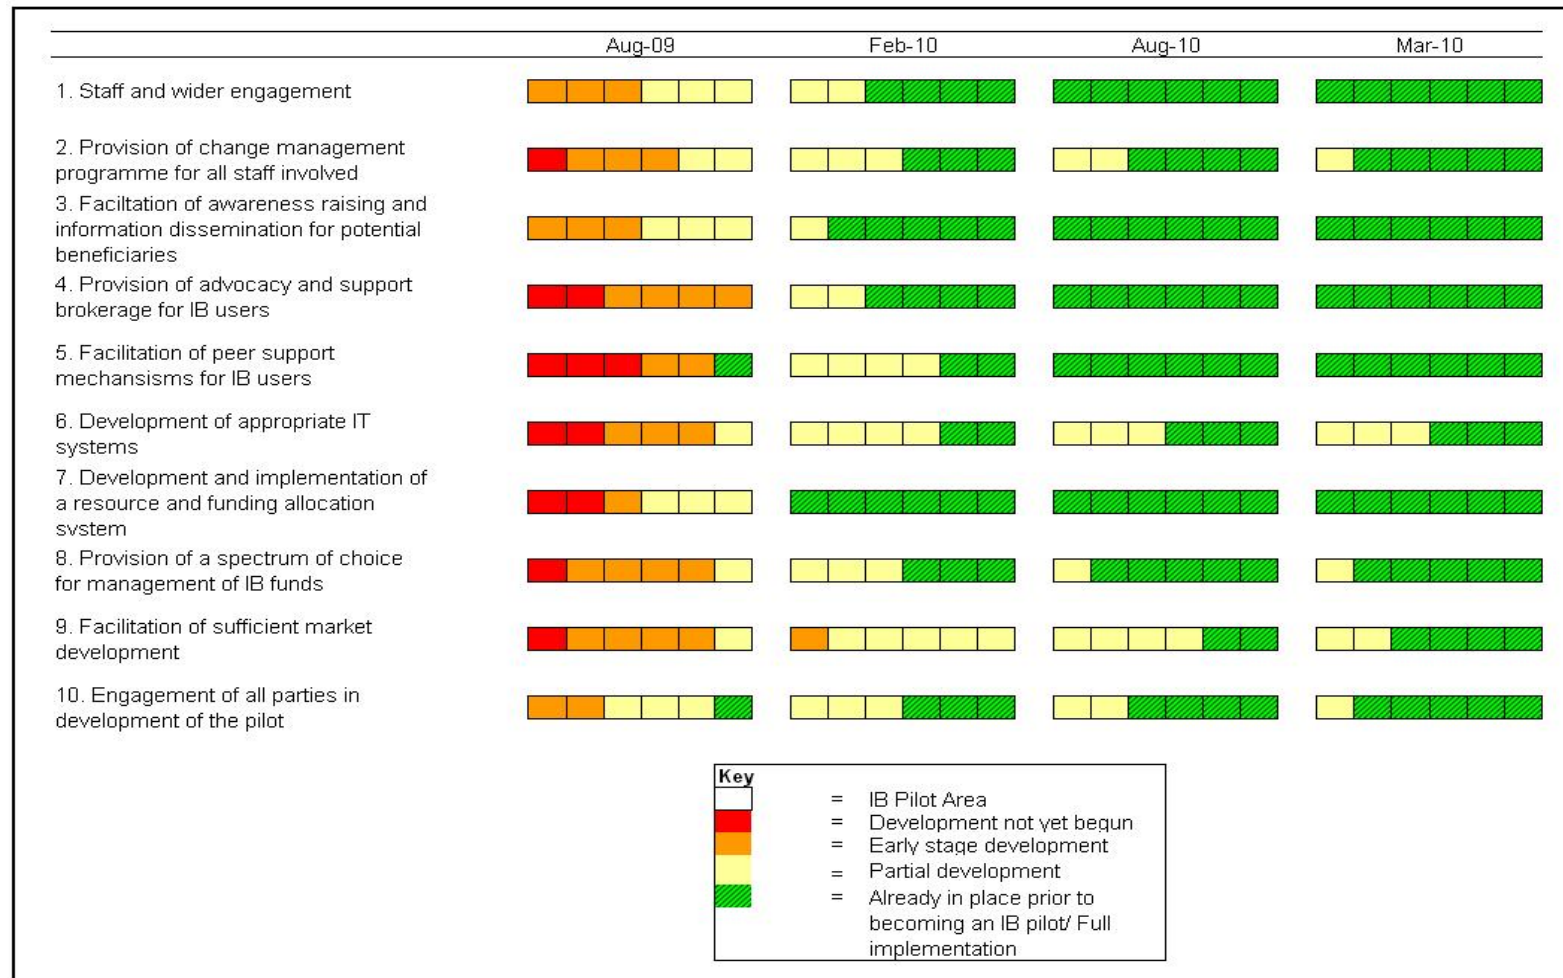 Aug-09 Feb-10 Aug-10 Mar-10
1. Staff and wider engagement
2. Provision of change management
programme for all staff involved
3. Faciltation of awareness raising and
information dissemination for potential
beneficiaries
4. Provision of advocacy and support
brokerage for IB users
5. Facilitation of peer support
mechansisms for IB users
6. Development of appropriate IT
systems
7. Development and implementation of
a resource and funding allocation
system
8. Provision of a spectrum of choice
for management of IB funds
9. Facilitation of sufficient market
development
10. Engagement of all parties in
development of the pilot
Key
= IB Pilot Area
= Development not yet begun
= Early stage development
= Partial development
= Already in place prior to
becoming an IB pilot/ Full
implementation